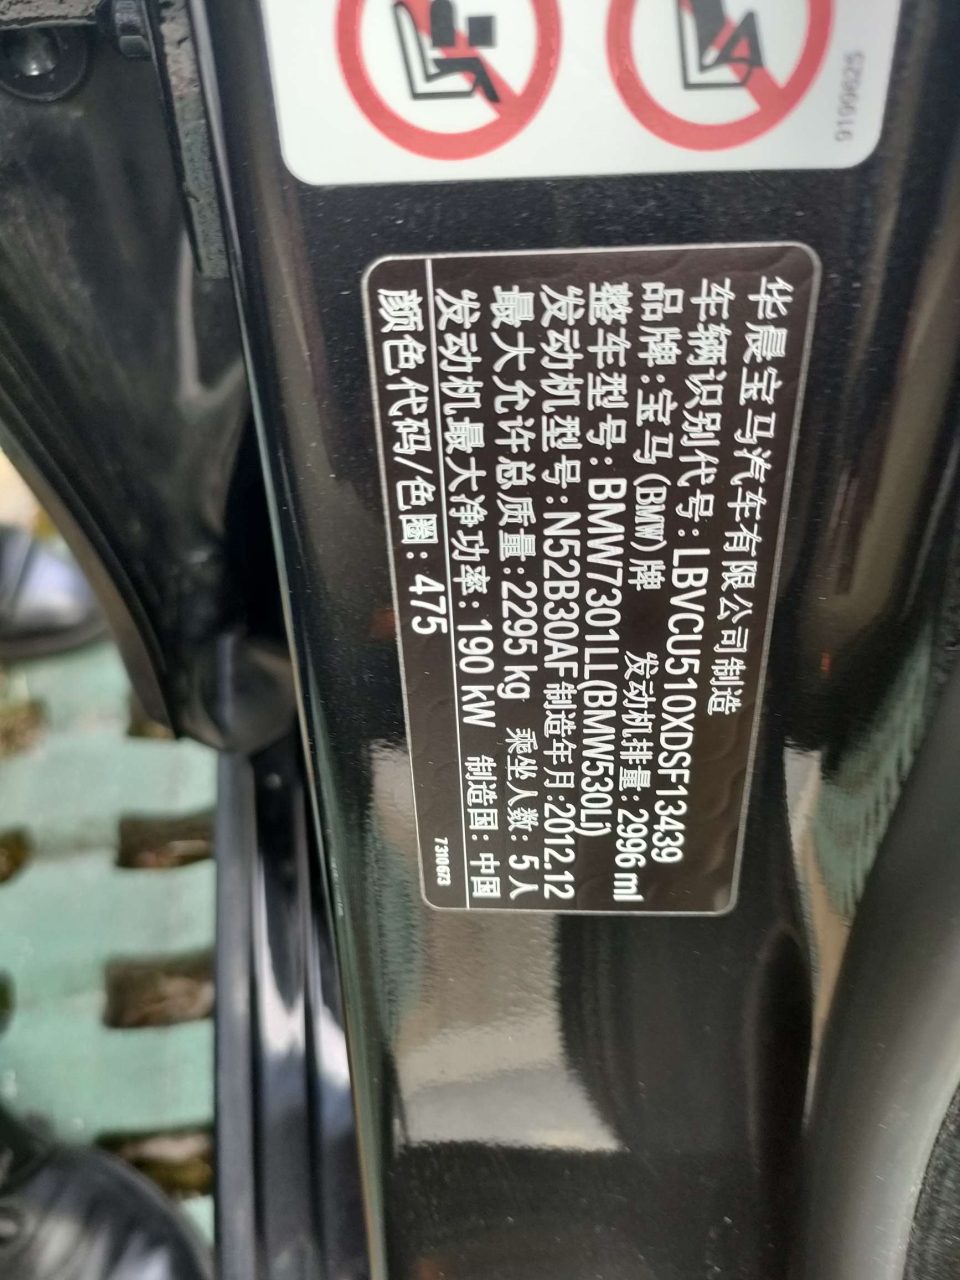 9199625
华晨宝马汽车有限公司制造
车辆识别代号:LBVCU510XDSF13439
品牌:宝马(BMW)牌 发动机排量:2996 ml
整车型号:BMW7301LL(BMW530Li)
发动机型号:N52B30AF 制造年月:2012.12
最大允许总质量:2295 kg 乘坐人数:5人
发动机最大净功率:190 kW 制造国:中国
颜色代码/色圈:475 7310673